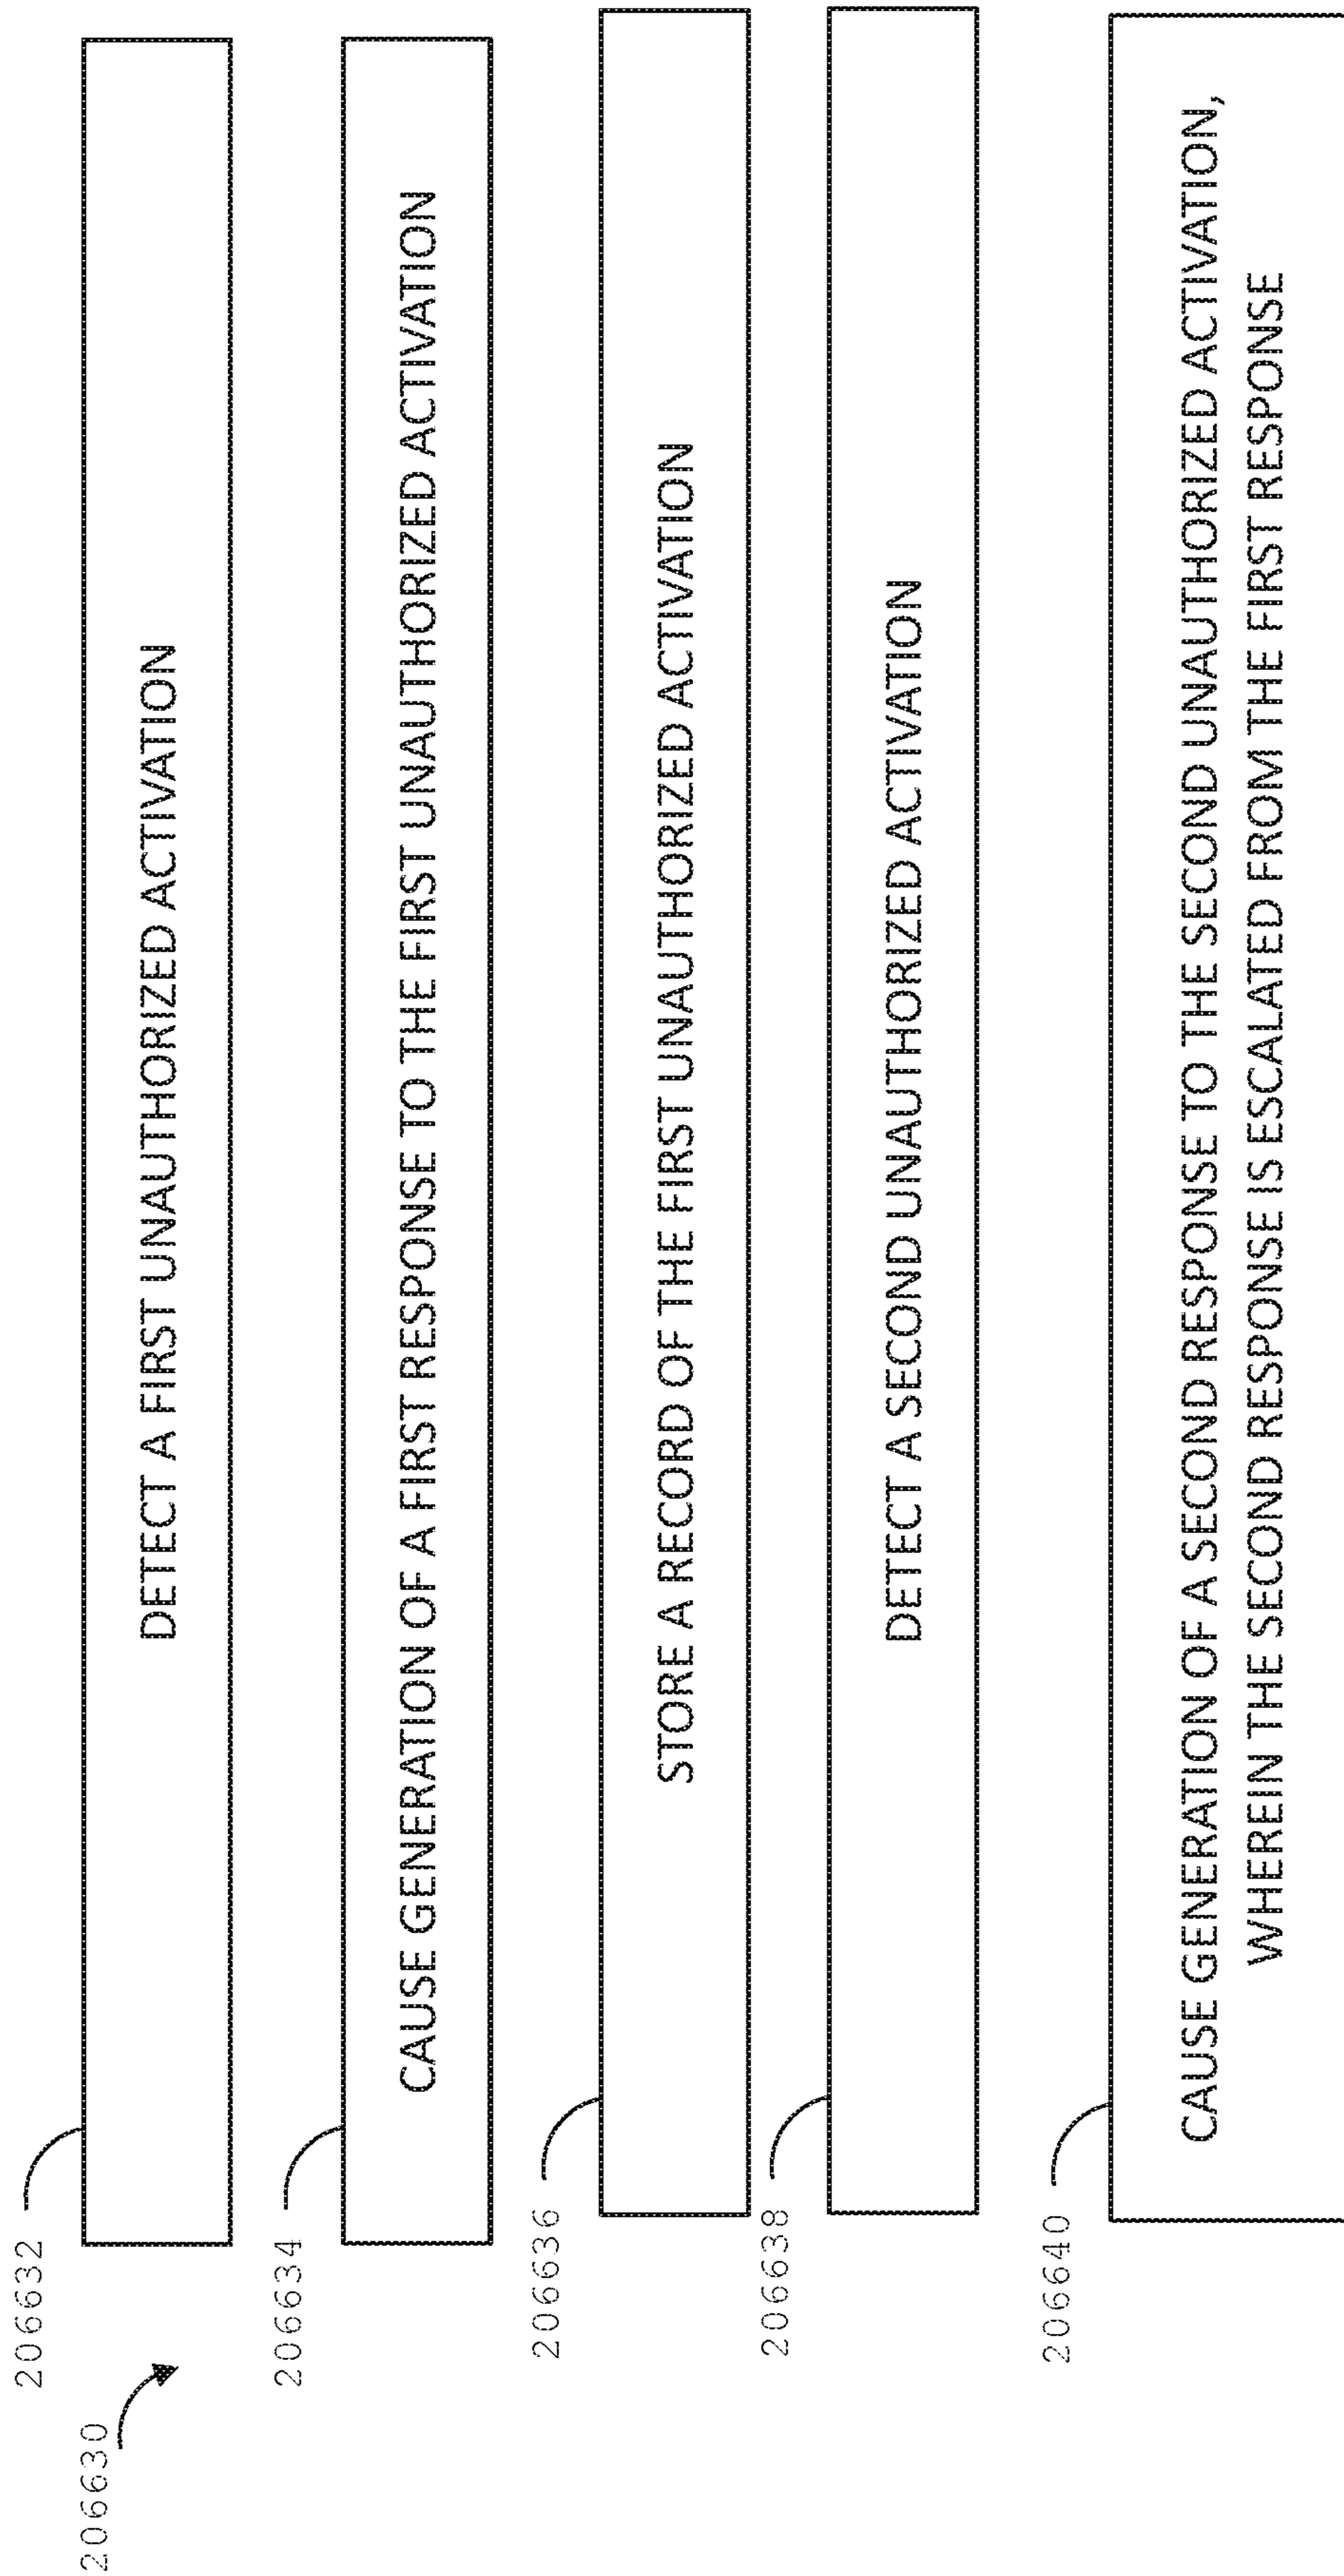 206630
206632
DETECT A FIRST UNAUTHORIZED ACTIVATION
206634
CAUSE GENERATION OF A FIRST RESPONSE TO THE FIRST UNAUTHORIZED ACTIVATION
206636
STORE A RECORD OF THE FIRST UNAUTHORIZED ACTIVATION
206638
DETECT A SECOND UNAUTHORIZED ACTIVATION
206640
CAUSE GENERATION OF A SECOND RESPONSE TO THE SECOND UNAUTHORIZED ACTIVATION,
WHEREIN THE SECOND RESPONSE IS ESCALATED FROM THE FIRST RESPONSE